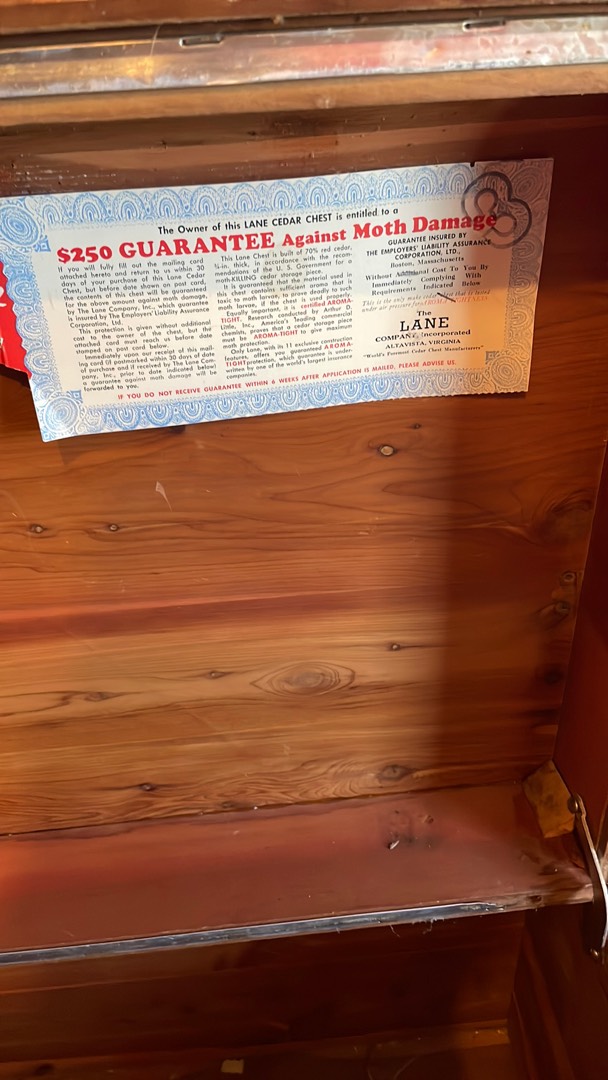 The Owner of this LANE CEDAR CHEST is entitled to a
$250 GUARANTEE Against Moth Damage
If you will fully fill out the mailing card
attached hereto and return to us within 30
days of your purchase of this Lane Cedar
Chest, but before date shown on post card,
the contents of this chest will be guaranteed
for the above amount against moth damage,
by The Lane Company, Inc., which guarantee
is insured by The Employers' Liability Assurance
Corporation, Ltd.
This protection is given without additional
cost to the owner of the chest, but the
attached card must reach us before date
stamped on post card below.
Immediately upon our receipt of this mail-
ing card (if postmarked within 30 days of date
of purchase and if received by The Lane Com-
pany, Inc., prior to date indicated below)
a guarantee against moth damage will be
forwarded to you.
This Lane Chest is built of 70% red cedar,
¾-in. thick, in accordance with the recom-
mendations of the U. S. Government for a
moth-KILLING cedar storage piece.
It is guaranteed that the material used in
this chest contains sufficient aroma that is
toxic to moth larvae, to prove deadly to such
moth larvae, if the chest is used properly.
Equally important, it is certified AROMA-
TIGHT. Research conducted by Arthur D.
Little, Inc., America's leading commercial
chemists, proves that a cedar storage piece
must be AROMA-TIGHT to give maximum
moth protection.
Only Lane, with its 11 exclusive construction
features, offers you guaranteed AROMA-
TIGHT protection, which guarantee is under-
written by one of the world's largest insurance
companies.
GUARANTEE INSURED BY
THE EMPLOYERS' LIABILITY ASSURANCE
CORPORATION, LTD.,
Boston, Massachusetts
Without Additional Cost To You By
Immediately Complying With
Requirements Indicated Below
This is the only make
The
LANE
COMPANY, Incorporated
ALTAVISTA, VIRGINIA
"World's Foremost Cedar Chest Manufacturers"
IF YOU DO NOT RECEIVE GUARANTEE WITHIN 6 WEEKS AFTER APPLICATION IS MAILED, PLEASE ADVISE US.